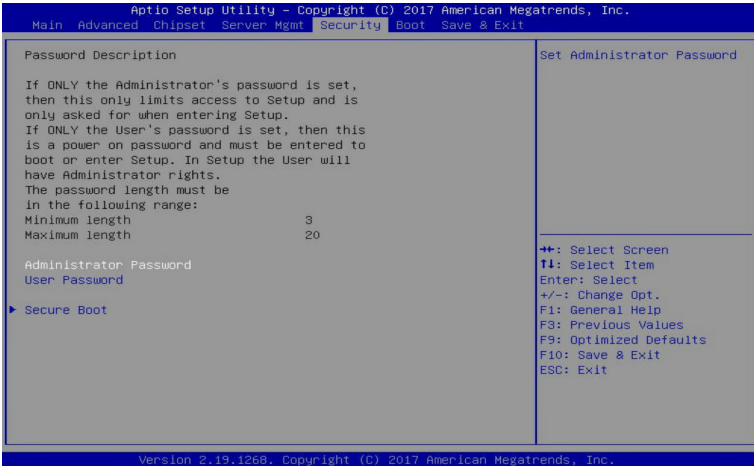 Aptio Setup Utility – Copyright (C) 2017 American Megatrends, Inc.
Main Advanced Chipset Server Mgmt Security Boot Save & Exit
Password Description
If ONLY the Administrator's password is set,
then this only limits access to Setup and is
only asked for when entering Setup.
If ONLY the User's password is set, then this
is a power on password and must be entered to
boot or enter Setup. In Setup the User will
have Administrator rights.
The password length must be
in the following range:
Minimum length 3
Maximum length 20
Administrator Password
User Password
▶ Secure Boot
Set Administrator Password
→←: Select Screen
↑↓: Select Item
Enter: Select
+/-: Change Opt.
F1: General Help
F3: Previous Values
F9: Optimized Defaults
F10: Save & Exit
ESC: Exit
Version 2.19.1268. Copyright (C) 2017 American Megatrends, Inc.